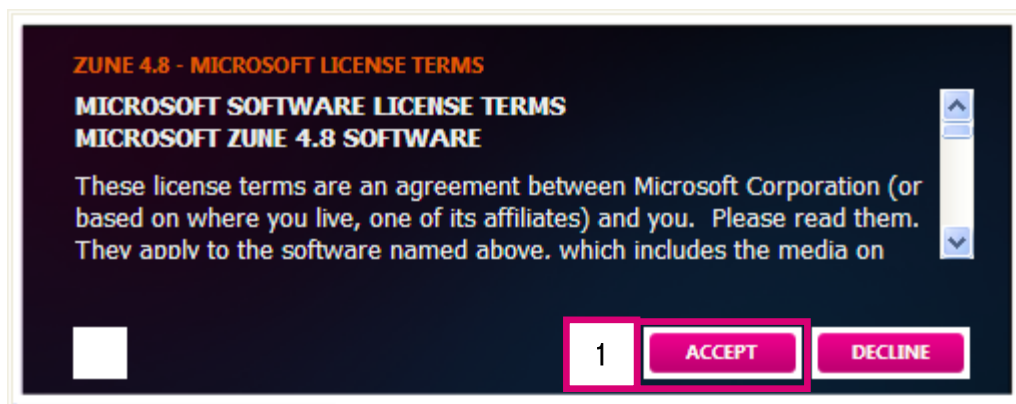 ZUNE 4.8 - MICROSOFT LICENSE TERMS
MICROSOFT SOFTWARE LICENSE TERMS
MICROSOFT ZUNE 4.8 SOFTWARE
These license terms are an agreement between Microsoft Corporation (or
based on where you live, one of its affiliates) and you.  Please read them.
They apply to the software named above, which includes the media on
1 ACCEPT DECLINE